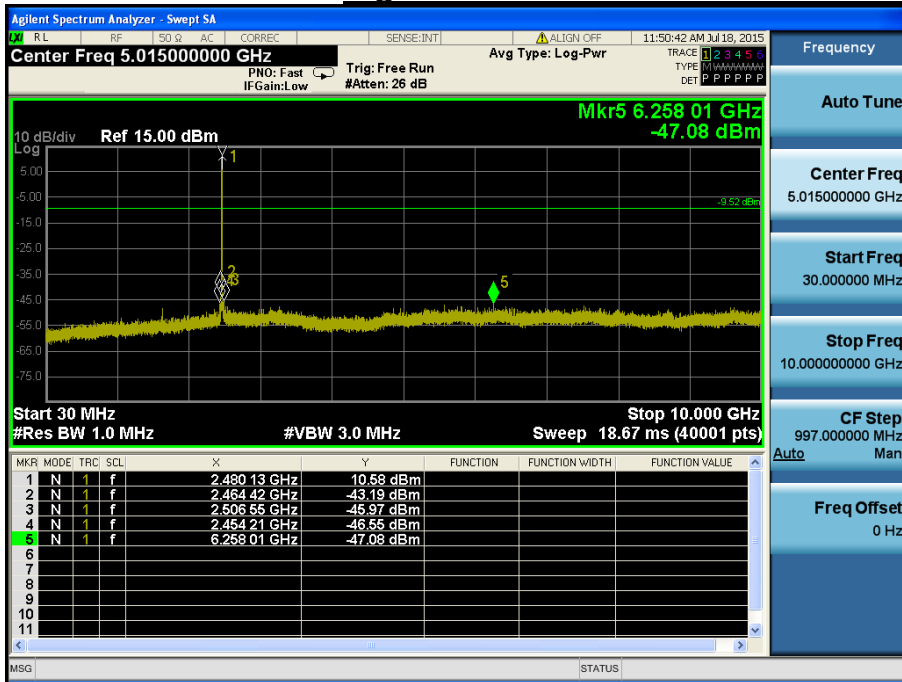 Agilent Spectrum Analyzer - Swept SA
LXI RL RF 50 Ω AC CORREC SENSE:INT ALIGN OFF 11:50:42 AM Jul 18, 2015
Center Freq 5.015000000 GHz
PNO: Fast
IFGain:Low
Trig: Free Run
#Atten: 26 dB
Avg Type: Log-Pwr
TRACE 1 2 3 4 5 6
TYPE MWWWWW
DET P P P P P P
Mkr5 6.258 01 GHz
-47.08 dBm
10 dB/div Ref 15.00 dBm
Log
5.00
-5.00
-15.0
-25.0
-35.0
-45.0
-55.0
-65.0
-75.0
1
2
4
3
5
-9.52 dBm
Start 30 MHz Stop 10.000 GHz
#Res BW 1.0 MHz #VBW 3.0 MHz Sweep 18.67 ms (40001 pts)
MKR MODE TRC SCL X Y FUNCTION FUNCTION WIDTH FUNCTION VALUE
1 N 1 f 2.480 13 GHz 10.58 dBm
2 N 1 f 2.464 42 GHz -43.19 dBm
3 N 1 f 2.506 55 GHz -45.97 dBm
4 N 1 f 2.454 21 GHz -46.55 dBm
5 N 1 f 6.258 01 GHz -47.08 dBm
6
7
8
9
10
11
MSG STATUS
Frequency
Auto Tune
Center Freq
5.015000000 GHz
Start Freq
30.000000 MHz
Stop Freq
10.000000000 GHz
CF Step
997.000000 MHz
Auto Man
Freq Offset
0 Hz